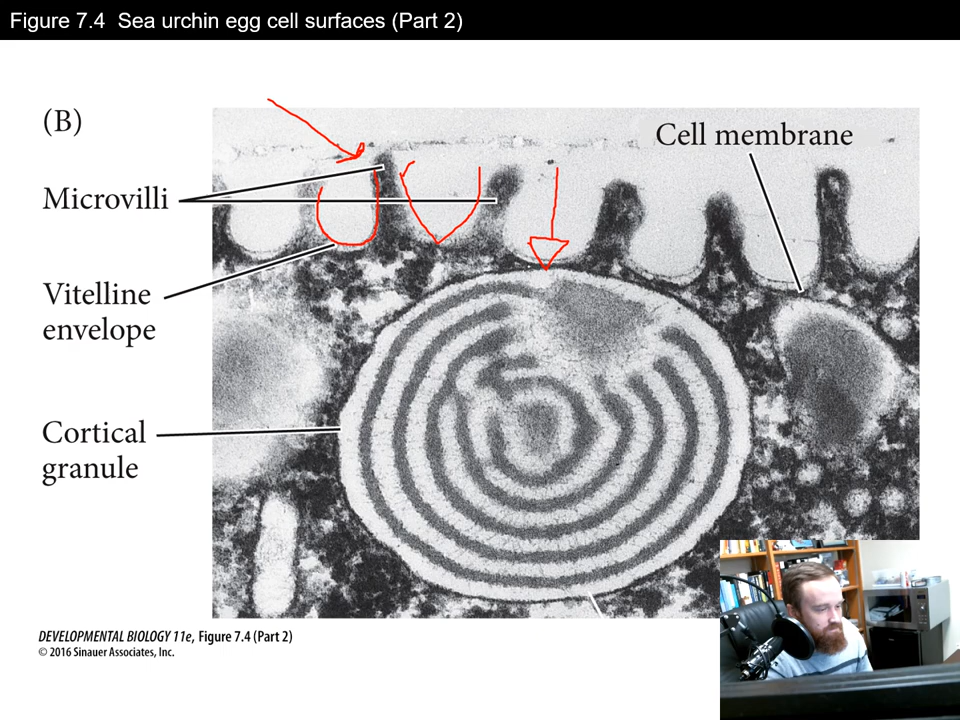 Figure 7.4 Sea urchin egg cell surfaces (Part 2)
(B)
Cell membrane
Microvilli
Vitelline
envelope
Cortical
granule
DEVELOPMENTAL BIOLOGY 11e, Figure 7.4 (Part 2)
© 2016 Sinauer Associates, Inc.